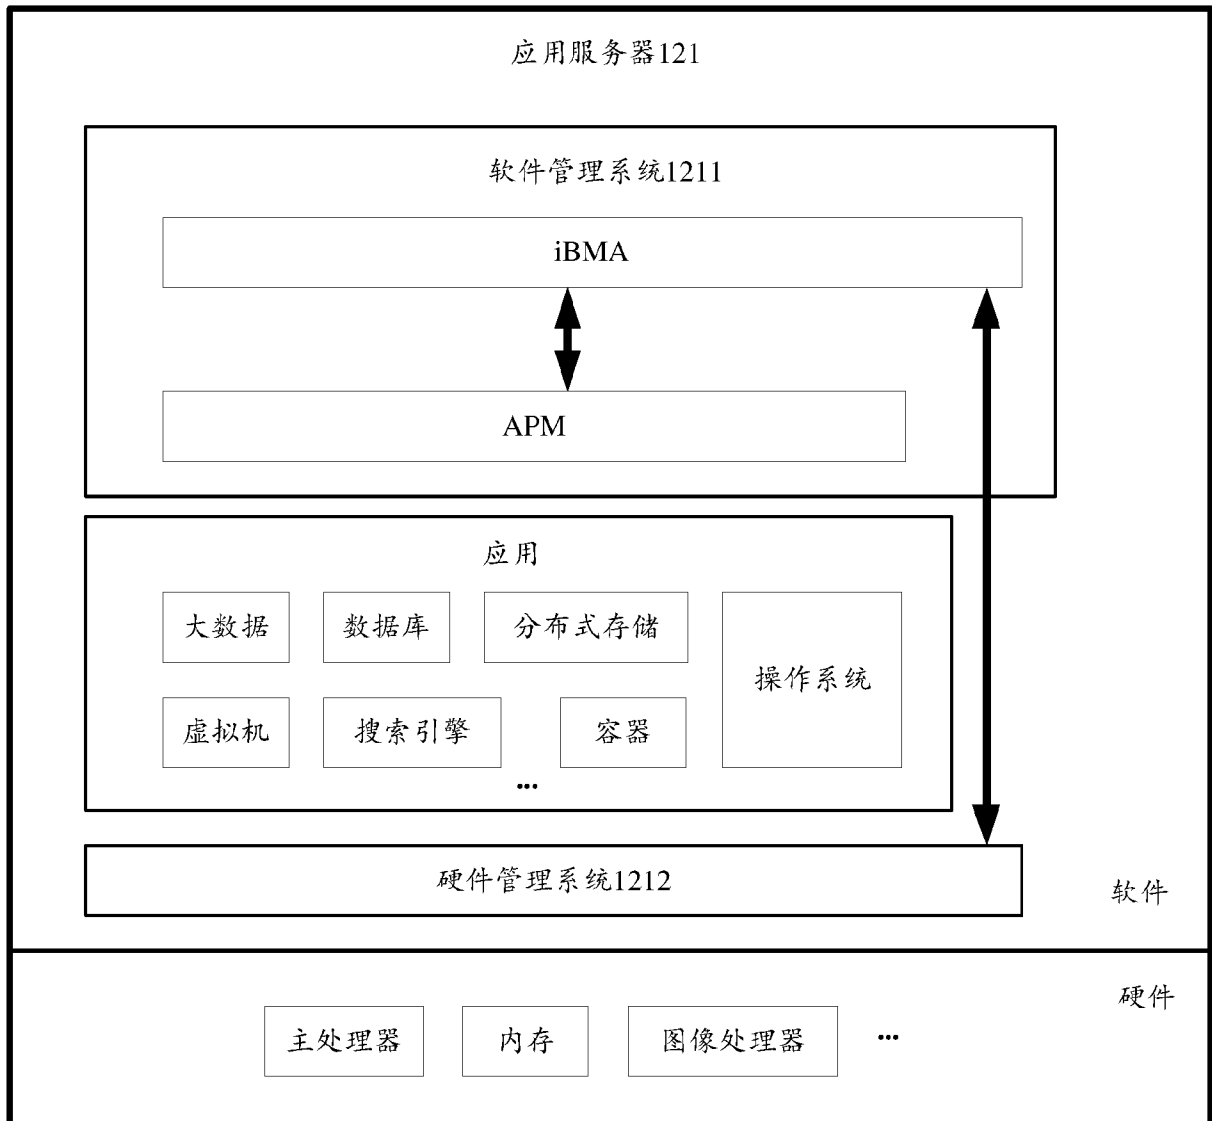 应用服务器121
软件管理系统1211
iBMA
APM
应用
大数据
数据库
分布式存储
操作系统
虚拟机
搜索引擎
容器
...
硬件管理系统1212
软件
硬件
主处理器
内存
图像处理器
...